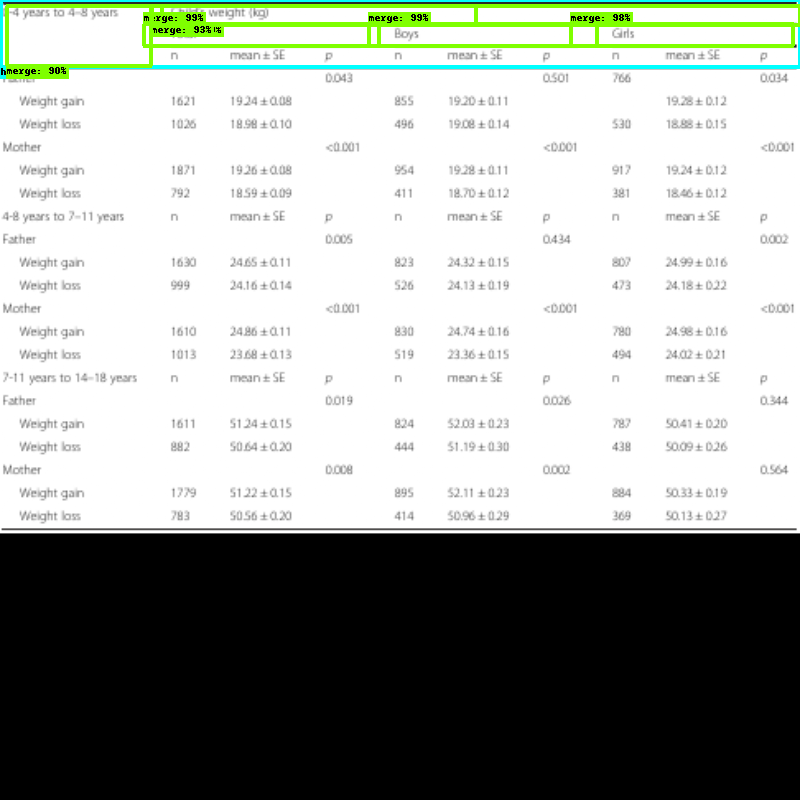 -4 years to 4–8 years Child's weight (kg)
merge: 99% merge: 99% merge: 98%
merge: 93% Boys Girls
n mean ± SE p n mean ± SE p n mean ± SE p
merge: 90%
Father 0.043 0.501 766 0.034
Weight gain 1621 19.24 ± 0.08 855 19.20 ± 0.11 19.28 ± 0.12
Weight loss 1026 18.98 ± 0.10 496 19.08 ± 0.14 530 18.88 ± 0.15
Mother <0.001 <0.001 <0.001
Weight gain 1871 19.26 ± 0.08 954 19.28 ± 0.11 917 19.24 ± 0.12
Weight loss 792 18.59 ± 0.09 411 18.70 ± 0.12 381 18.46 ± 0.12
4-8 years to 7–11 years n mean ± SE p n mean ± SE p n mean ± SE p
Father 0.005 0.434 0.002
Weight gain 1630 24.65 ± 0.11 823 24.32 ± 0.15 807 24.99 ± 0.16
Weight loss 999 24.16 ± 0.14 526 24.13 ± 0.19 473 24.18 ± 0.22
Mother <0.001 <0.001 <0.001
Weight gain 1610 24.86 ± 0.11 830 24.74 ± 0.16 780 24.98 ± 0.16
Weight loss 1013 23.68 ± 0.13 519 23.36 ± 0.15 494 24.02 ± 0.21
7-11 years to 14–18 years n mean ± SE p n mean ± SE p n mean ± SE p
Father 0.019 0.026 0.344
Weight gain 1611 51.24 ± 0.15 824 52.03 ± 0.23 787 50.41 ± 0.20
Weight loss 882 50.64 ± 0.20 444 51.19 ± 0.30 438 50.09 ± 0.26
Mother 0.008 0.002 0.564
Weight gain 1779 51.22 ± 0.15 895 52.11 ± 0.23 884 50.33 ± 0.19
Weight loss 783 50.56 ± 0.20 414 50.96 ± 0.29 369 50.13 ± 0.27